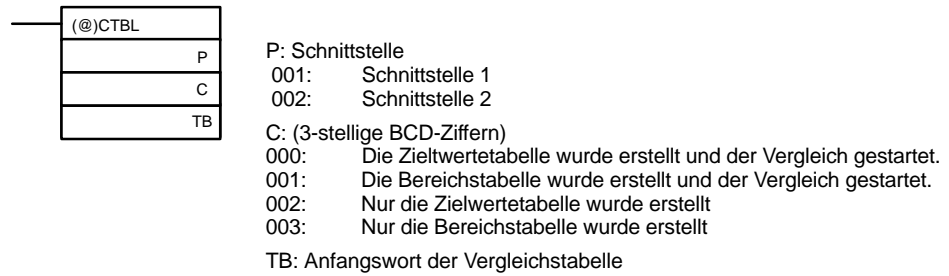 (@)CTBL
P
C
TB
P: Schnittstelle
001: Schnittstelle 1
002: Schnittstelle 2
C: (3-stellige BCD-Ziffern)
000: Die Zieltwertetabelle wurde erstellt und der Vergleich gestartet.
001: Die Bereichstabelle wurde erstellt und der Vergleich gestartet.
002: Nur die Zielwertetabelle wurde erstellt
003: Nur die Bereichstabelle wurde erstellt
TB: Anfangswort der Vergleichstabelle